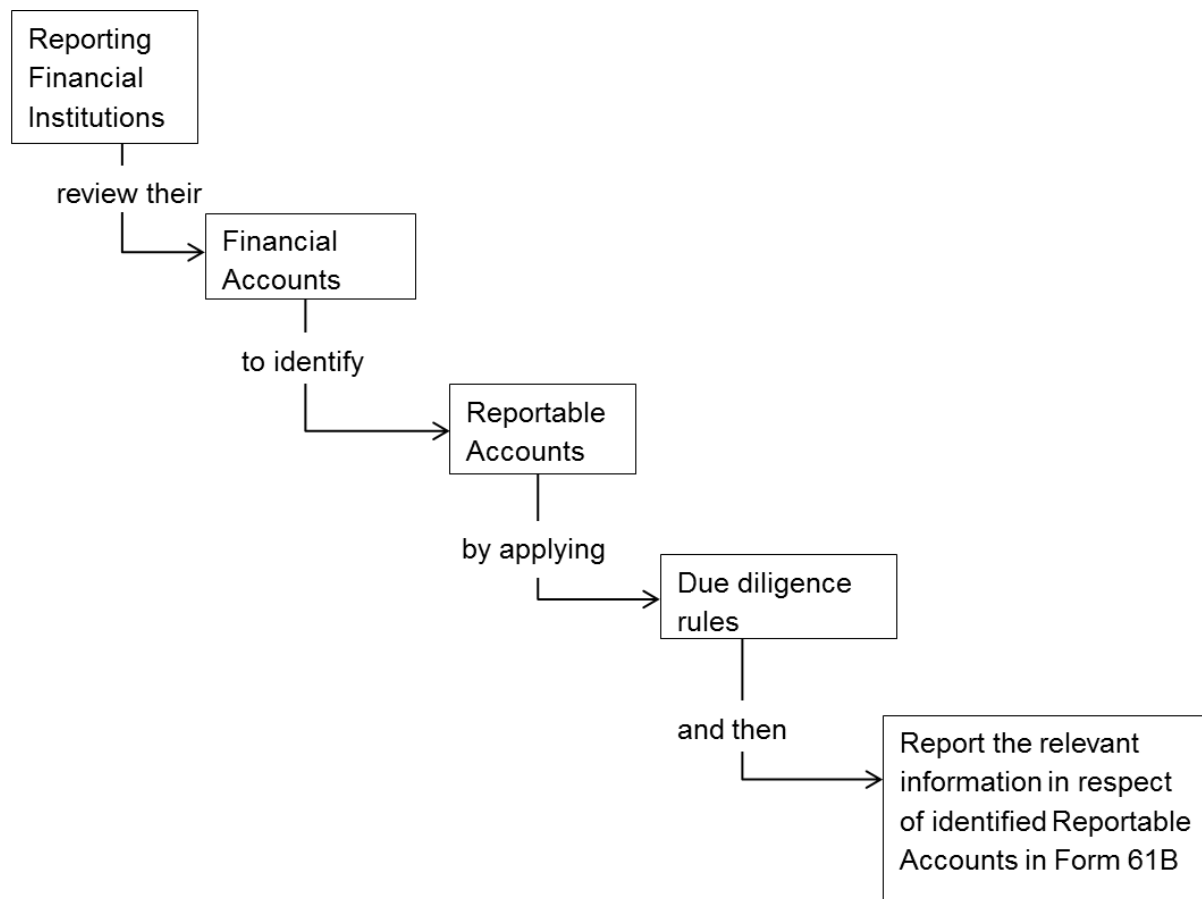 Reporting
Financial
Institutions
review their
Financial
Accounts
to identify
Reportable
Accounts
by applying
Due diligence
rules
and then
Report the relevant
information in respect
of identified Reportable
Accounts in Form 61B